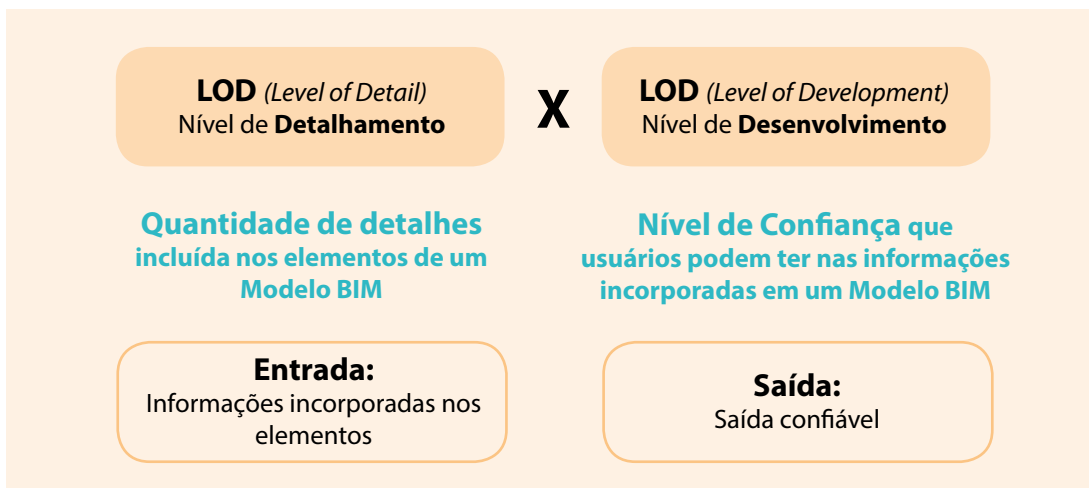 LOD (Level of Detail)
Nível de Detalhamento
X
LOD (Level of Development)
Nível de Desenvolvimento
Quantidade de detalhes
incluída nos elementos de um
Modelo BIM
Nível de Confiança que
usuários podem ter nas informações
incorporadas em um Modelo BIM
Entrada:
Informações incorporadas nos
elementos
Saída:
Saída confiável